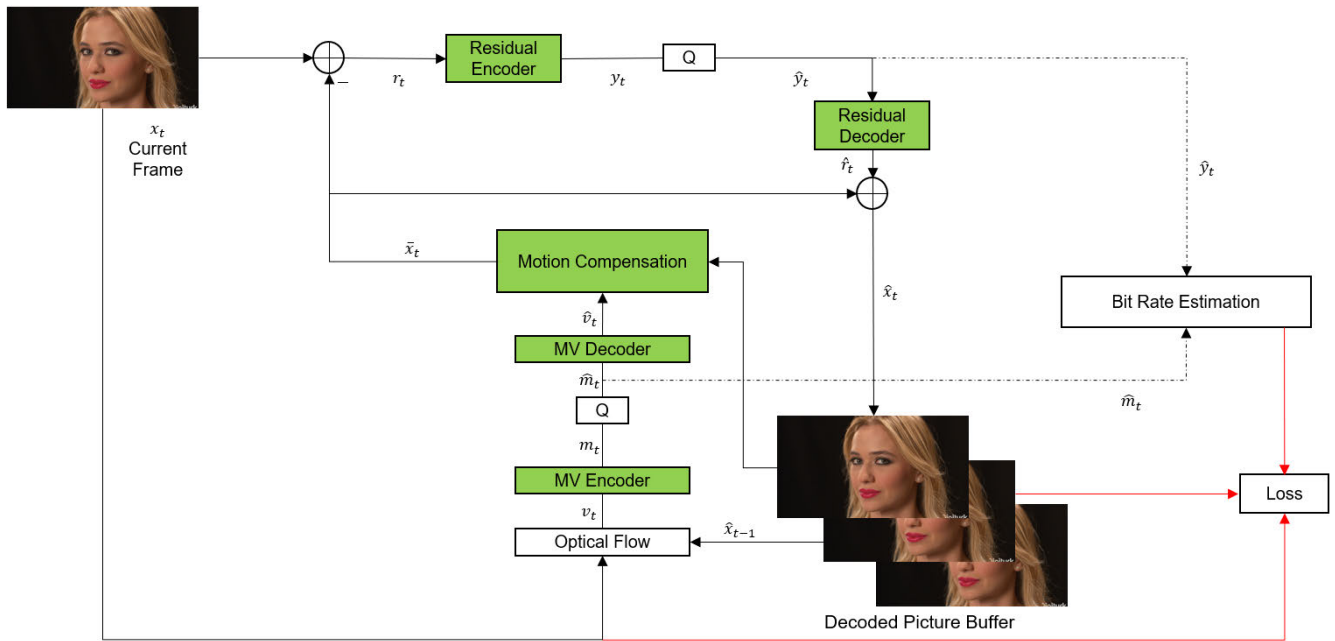 Residual
Encoder
Q
r_t
y_t
ŷ_t
−
x_t
Current
Frame
Residual
Decoder
r̂_t
ŷ_t
x̄_t
Motion Compensation
x̂_t
Bit Rate Estimation
v̂_t
MV Decoder
m̂_t
m̂_t
Q
m_t
MV Encoder
Loss
v_t
Optical Flow
x̂_{t−1}
Decoded Picture Buffer